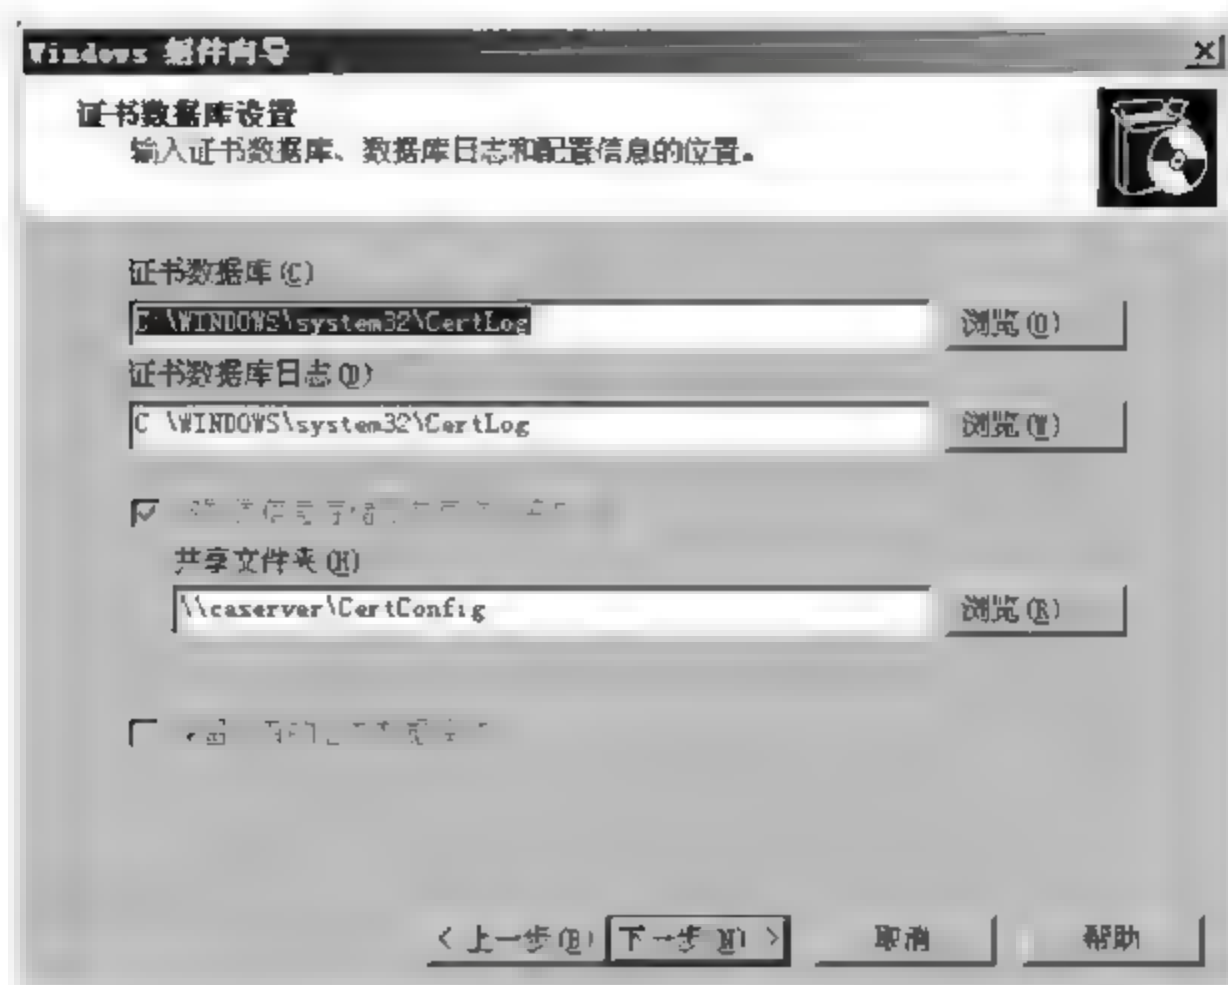 Windows 组件向导
证书数据库设置
输入证书数据库、数据库日志和配置信息的位置。
证书数据库(C)
C:\WINDOWS\system32\CertLog
浏览(O)
证书数据库日志(D)
C \WINDOWS\system32\CertLog
浏览(W)
共享文件夹(H)
\\caserver\CertConfig
浏览(R)
< 上一步(B)
下一步(N) >
取消
帮助